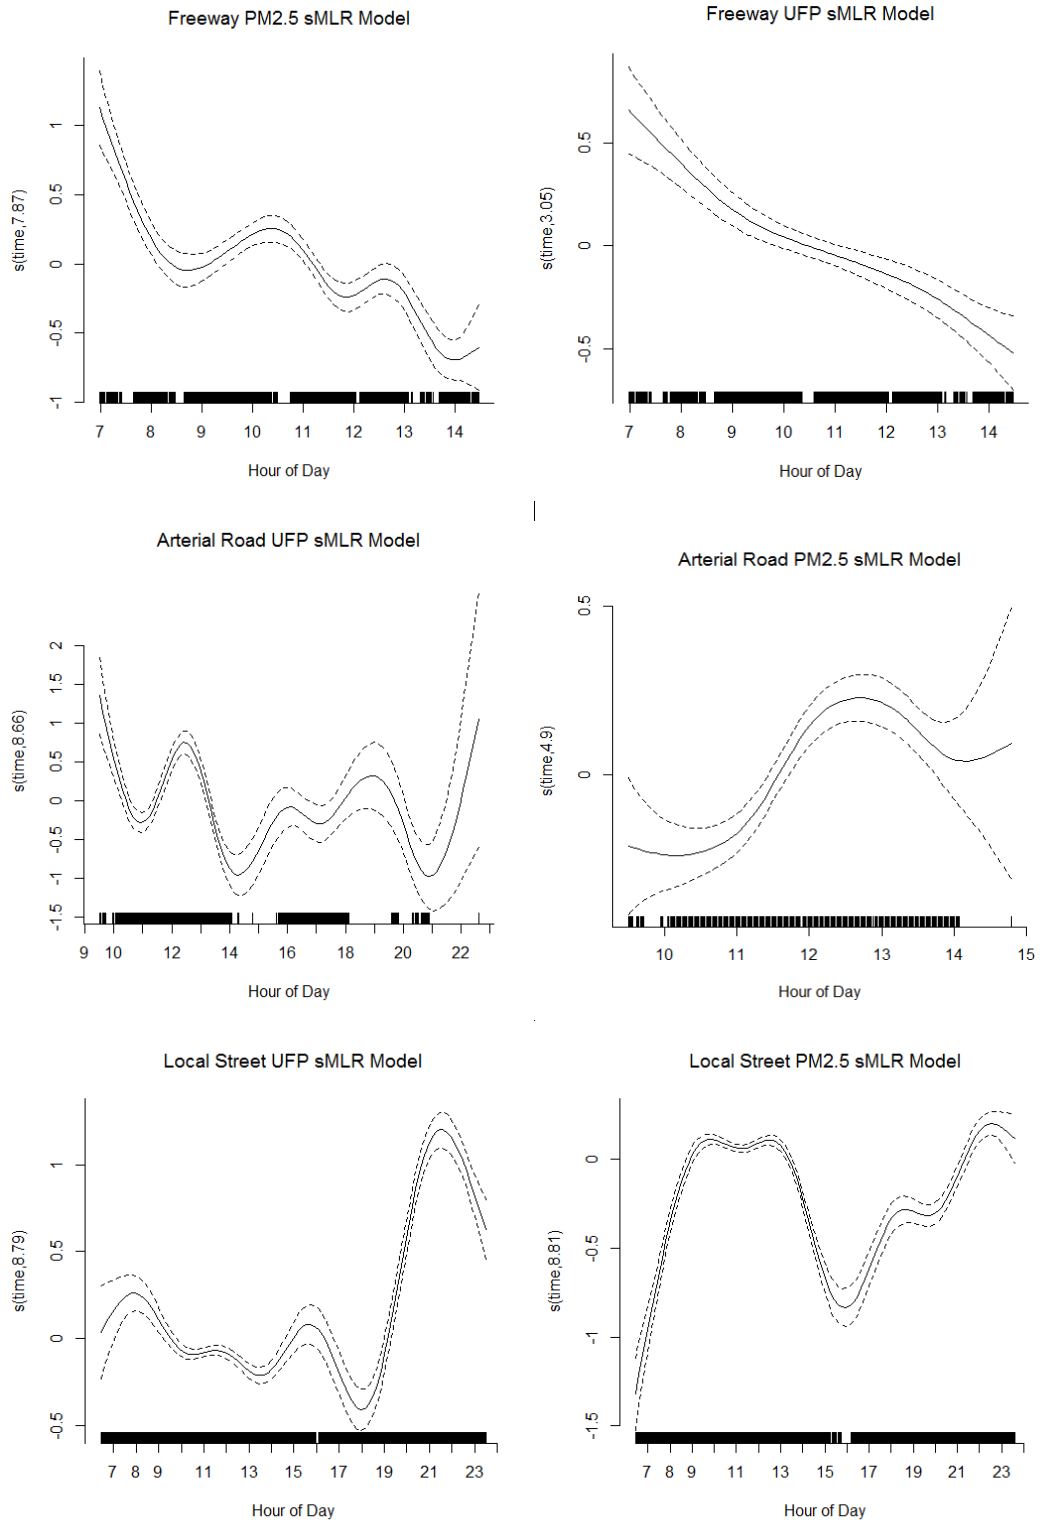 Freeway PM2.5 sMLR Model
s(time,7.87)
1
0.5
0
-0.5
-1
7 8 9 10 11 12 13 14
Hour of Day
Freeway UFP sMLR Model
s(time,3.05)
0.5
0
-0.5
7 8 9 10 11 12 13 14
Hour of Day
Arterial Road UFP sMLR Model
s(time,8.66)
2
1.5
1
0.5
0
-0.5
-1
-1.5
9 10 12 14 16 18 20 22
Hour of Day
Arterial Road PM2.5 sMLR Model
s(time,4.9)
0.5
0
10 11 12 13 14 15
Hour of Day
Local Street UFP sMLR Model
s(time,8.79)
1
0.5
0
-0.5
7 8 9 11 13 15 17 19 21 23
Hour of Day
Local Street PM2.5 sMLR Model
s(time,8.81)
0
-0.5
-1
-1.5
7 8 9 11 13 15 17 19 21 23
Hour of Day